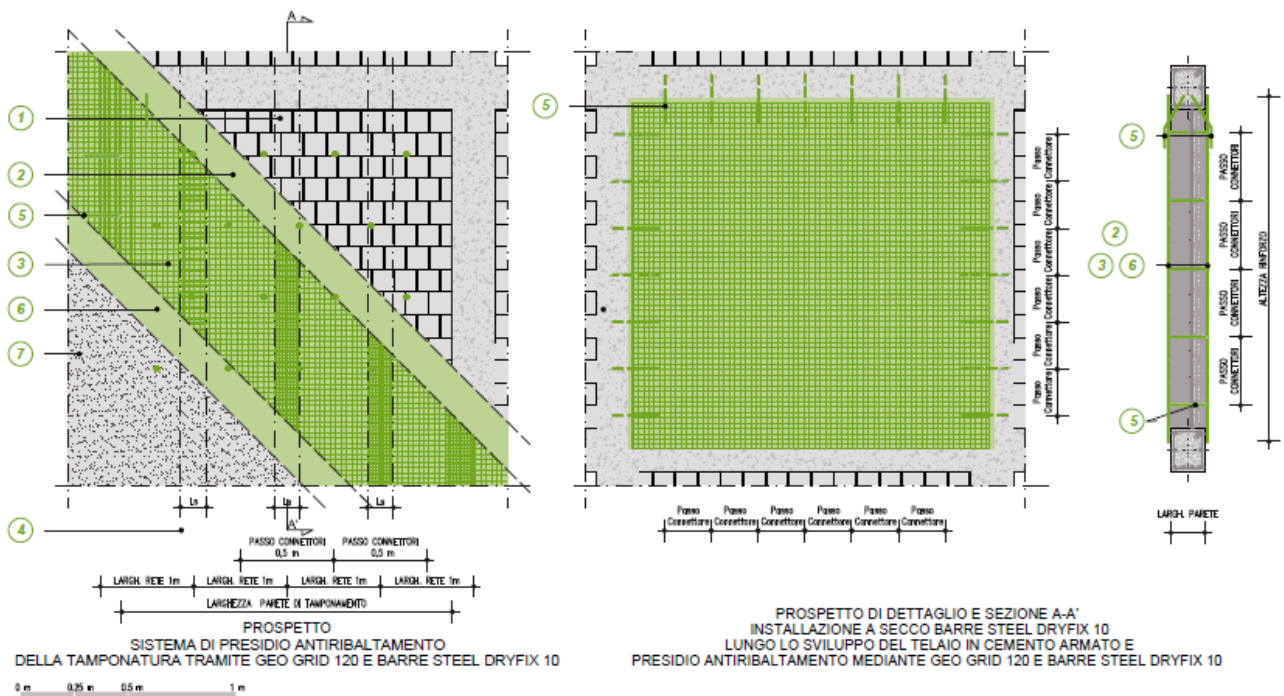 A
1
2
5
3
6
7
4
Ls
Ls
Ls
A'
PASSO CONNETTORI
0,5 m
PASSO CONNETTORI
0,5 m
LARGH. RETE 1m
LARGH. RETE 1m
LARGH. RETE 1m
LARGH. RETE 1m
LARGHEZZA PARETE DI TAMPONAMENTO
PROSPETTO
SISTEMA DI PRESIDIO ANTIRIBALTAMENTO
DELLA TAMPONATURA TRAMITE GEO GRID 120 E BARRE STEEL DRYFIX 10
0 m 0.25 m 0.5 m 1 m
5
Passo
Connettore
Passo
Connettore
Passo
Connettore
Passo
Connettore
Passo
Connettore
Passo
Connettore
Passo
Connettore
Passo
Connettore
Passo
Connettore
Passo
Connettore
Passo
Connettore
Passo
Connettore
5
2
3
6
5
PASSO
CONNETTORI
PASSO
CONNETTORI
PASSO
CONNETTORI
PASSO
CONNETTORI
ALTEZZA RINFORZO
LARGH. PARETE
PROSPETTO DI DETTAGLIO E SEZIONE A-A'
INSTALLAZIONE A SECCO BARRE STEEL DRYFIX 10
LUNGO LO SVILUPPO DEL TELAIO IN CEMENTO ARMATO E
PRESIDIO ANTIRIBALTAMENTO MEDIANTE GEO GRID 120 E BARRE STEEL DRYFIX 10